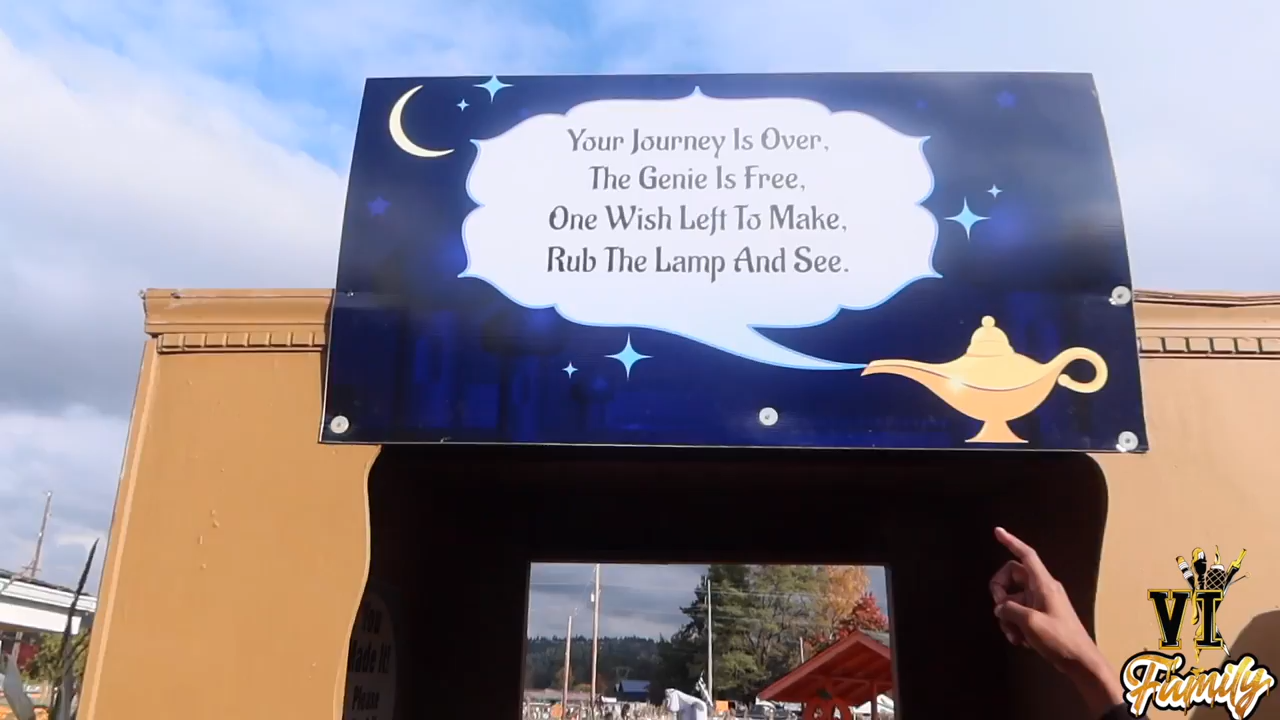 Your Journey Is Over,
The Genie Is Free,
One Wish Left To Make,
Rub The Lamp And See.
You
Made It!
Please
VI
Family